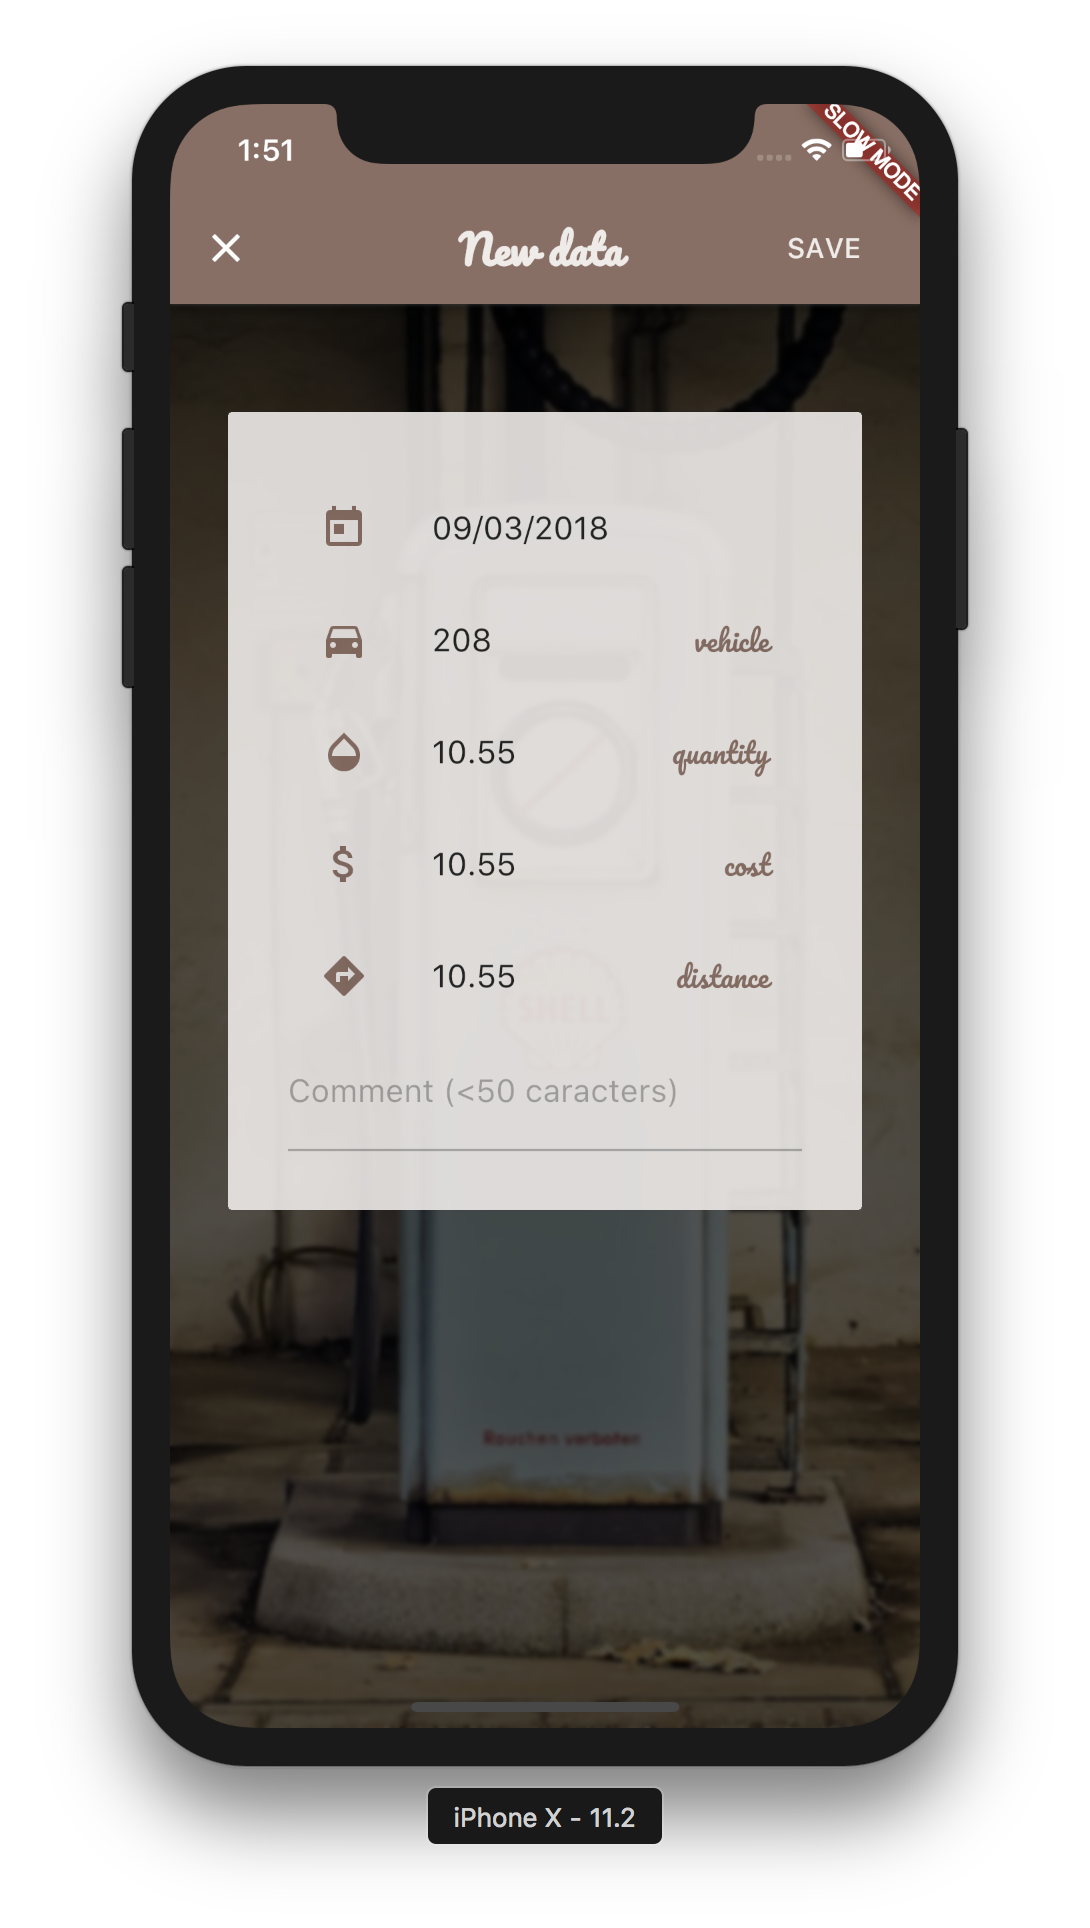 1:51
SLOW MODE
New data
SAVE
09/03/2018
208 vehicle
10.55 quantity
$ 10.55 cost
10.55 distance
SHELL
Comment (<50 caracters)
Rauchen verboten
iPhone X - 11.2